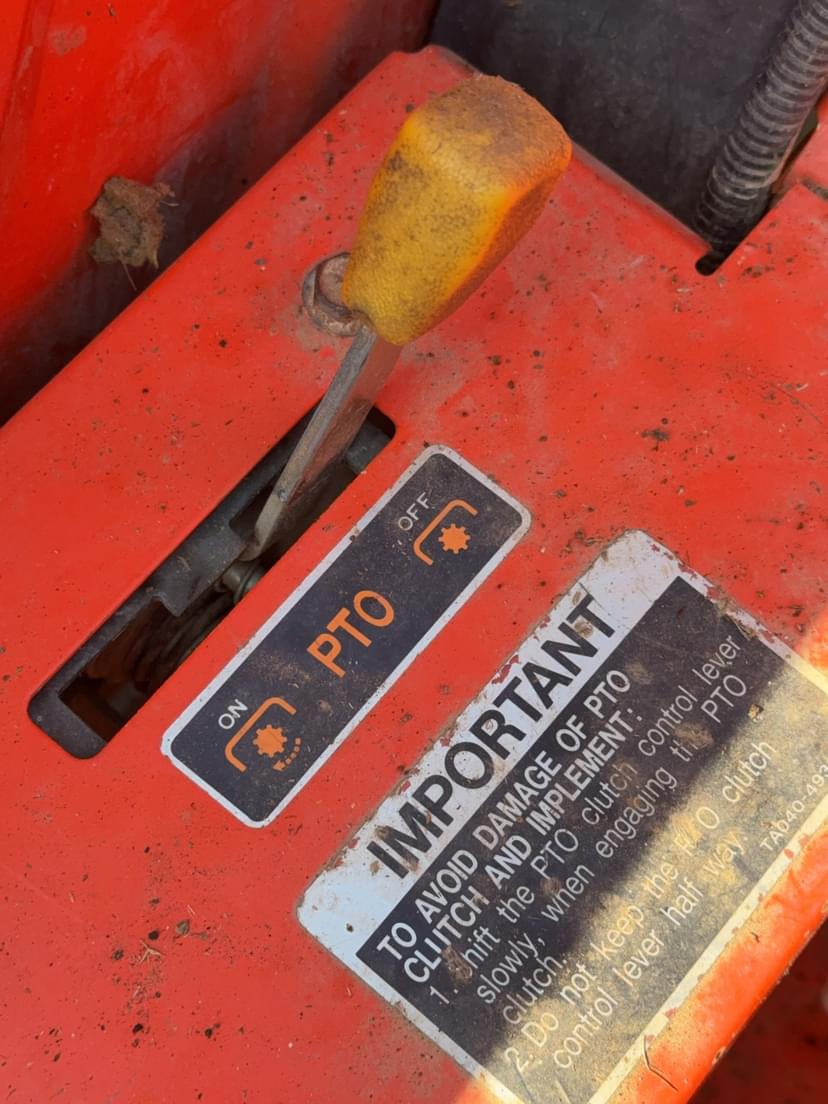 OFF
PTO
ON
IMPORTANT
TO AVOID DAMAGE OF PTO
CLUTCH AND IMPLEMENT:
1. Shift the PTO clutch control lever
slowly, when engaging the PTO
clutch.
2. Do not keep the PTO clutch
control lever half way.